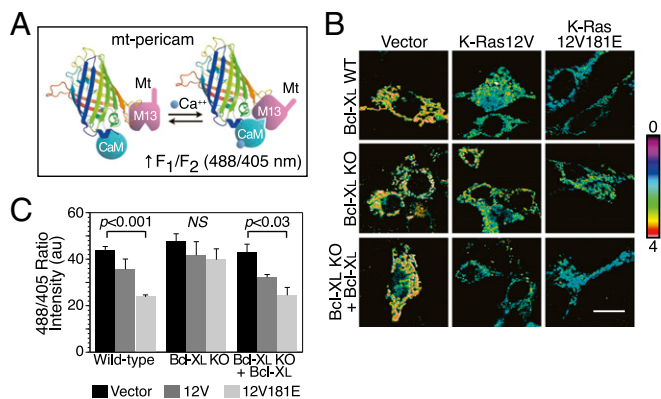 A
mt-pericam
Mt
Mt
M13
Ca++
M13
CaM
CaM
↑ F1/F2 (488/405 nm)
B
Vector
K-Ras12V
K-Ras
12V181E
Bcl-XL WT
Bcl-XL KO
Bcl-XL KO
+ Bcl-XL
0
4
C
488/405 Ratio
Intensity (au)
60
40
20
0
p<0.001
NS
p<0.03
Wild-type
Bcl-XL KO
Bcl-XL KO
+ Bcl-XL
Vector
12V
12V181E